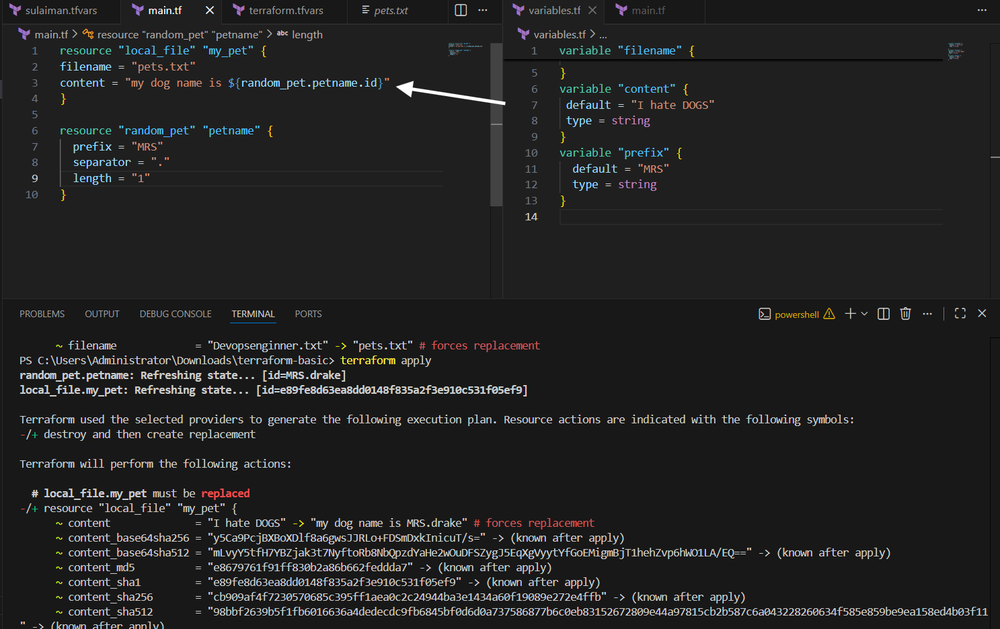 sulaiman.tfvars
main.tf
terraform.tfvars
pets.txt
main.tf > resource "random_pet" "petname" > abc length
1 resource "local_file" "my_pet" {
2 filename = "pets.txt"
3 content = "my dog name is ${random_pet.petname.id}"
4 }
5
6 resource "random_pet" "petname" {
7 prefix = "MRS"
8 separator = "."
9 length = "1"
10 }
variables.tf
main.tf
variables.tf > ...
1 variable "filename" {
5 }
6 variable "content" {
7 default = "I hate DOGS"
8 type = string
9 }
10 variable "prefix" {
11 default = "MRS"
12 type = string
13 }
14
PROBLEMS OUTPUT DEBUG CONSOLE TERMINAL PORTS
powershell
~ filename = "Devopsenginner.txt" -> "pets.txt" # forces replacement
PS C:\Users\Administrator\Downloads\terraform-basic> terraform apply
random_pet.petname: Refreshing state... [id=MRS.drake]
local_file.my_pet: Refreshing state... [id=e89fe8d63ea8dd0148f835a2f3e910c531f05ef9]
Terraform used the selected providers to generate the following execution plan. Resource actions are indicated with the following symbols:
-/+ destroy and then create replacement
Terraform will perform the following actions:
# local_file.my_pet must be replaced
-/+ resource "local_file" "my_pet" {
~ content = "I hate DOGS" -> "my dog name is MRS.drake" # forces replacement
~ content_base64sha256 = "y5Ca9PcjBXBoXDlf8a6gwsJJRLo+FDSmDxkInicuT/s=" -> (known after apply)
~ content_base64sha512 = "mLvyY5tfH7YBZjak3t7NyftoRb8NbQpzdYaHe2wOuDFSZygJ5EqXgVyytYfGoEMigmBjT1hehZvp6hWO1LA/EQ==" -> (known after apply)
~ content_md5 = "e8679761f91ff830b2a86b662feddda7" -> (known after apply)
~ content_sha1 = "e89fe8d63ea8dd0148f835a2f3e910c531f05ef9" -> (known after apply)
~ content_sha256 = "cb909af4f7230570685c395ff1aea0c2c24944ba3e1434a60f19089e272e4ffb" -> (known after apply)
~ content_sha512 = "98bbf2639b5f1fb6016636a4dedecdc9fb6845bf0d6d0a737586877b6c0eb83152672809e44a97815cb2b587c6a043228260634f585e859be9ea158ed4b03f11
" -> (known after apply)